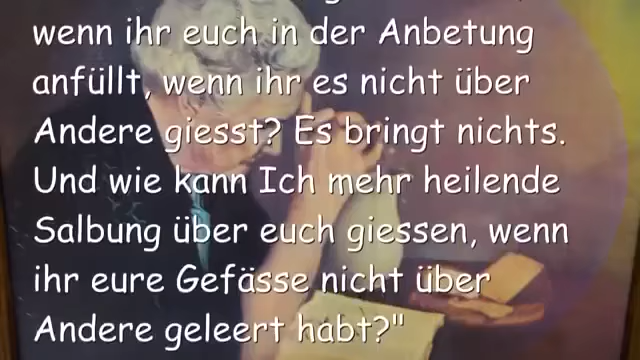 wenn ihr euch in der Anbetung
anfüllt, wenn ihr es nicht über
Andere giesst? Es bringt nichts.
Und wie kann Ich mehr heilende
Salbung über euch giessen, wenn
ihr eure Gefässe nicht über
Andere geleert habt?"